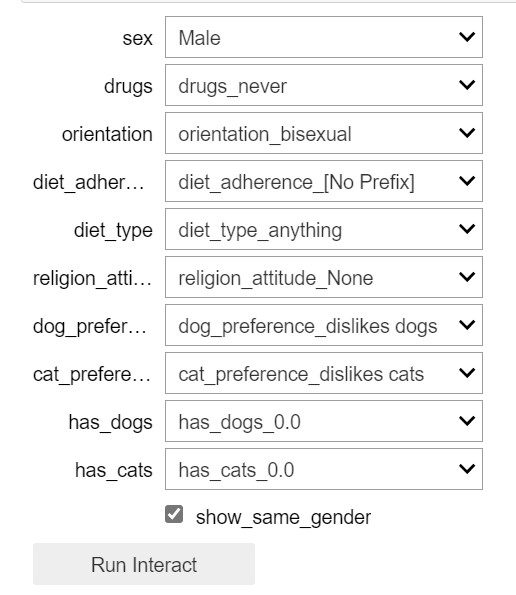 sex Male
drugs drugs_never
orientation orientation_bisexual
diet_adher... diet_adherence_[No Prefix]
diet_type diet_type_anything
religion_atti... religion_attitude_None
dog_prefer... dog_preference_dislikes dogs
cat_prefere... cat_preference_dislikes cats
has_dogs has_dogs_0.0
has_cats has_cats_0.0
show_same_gender
Run Interact